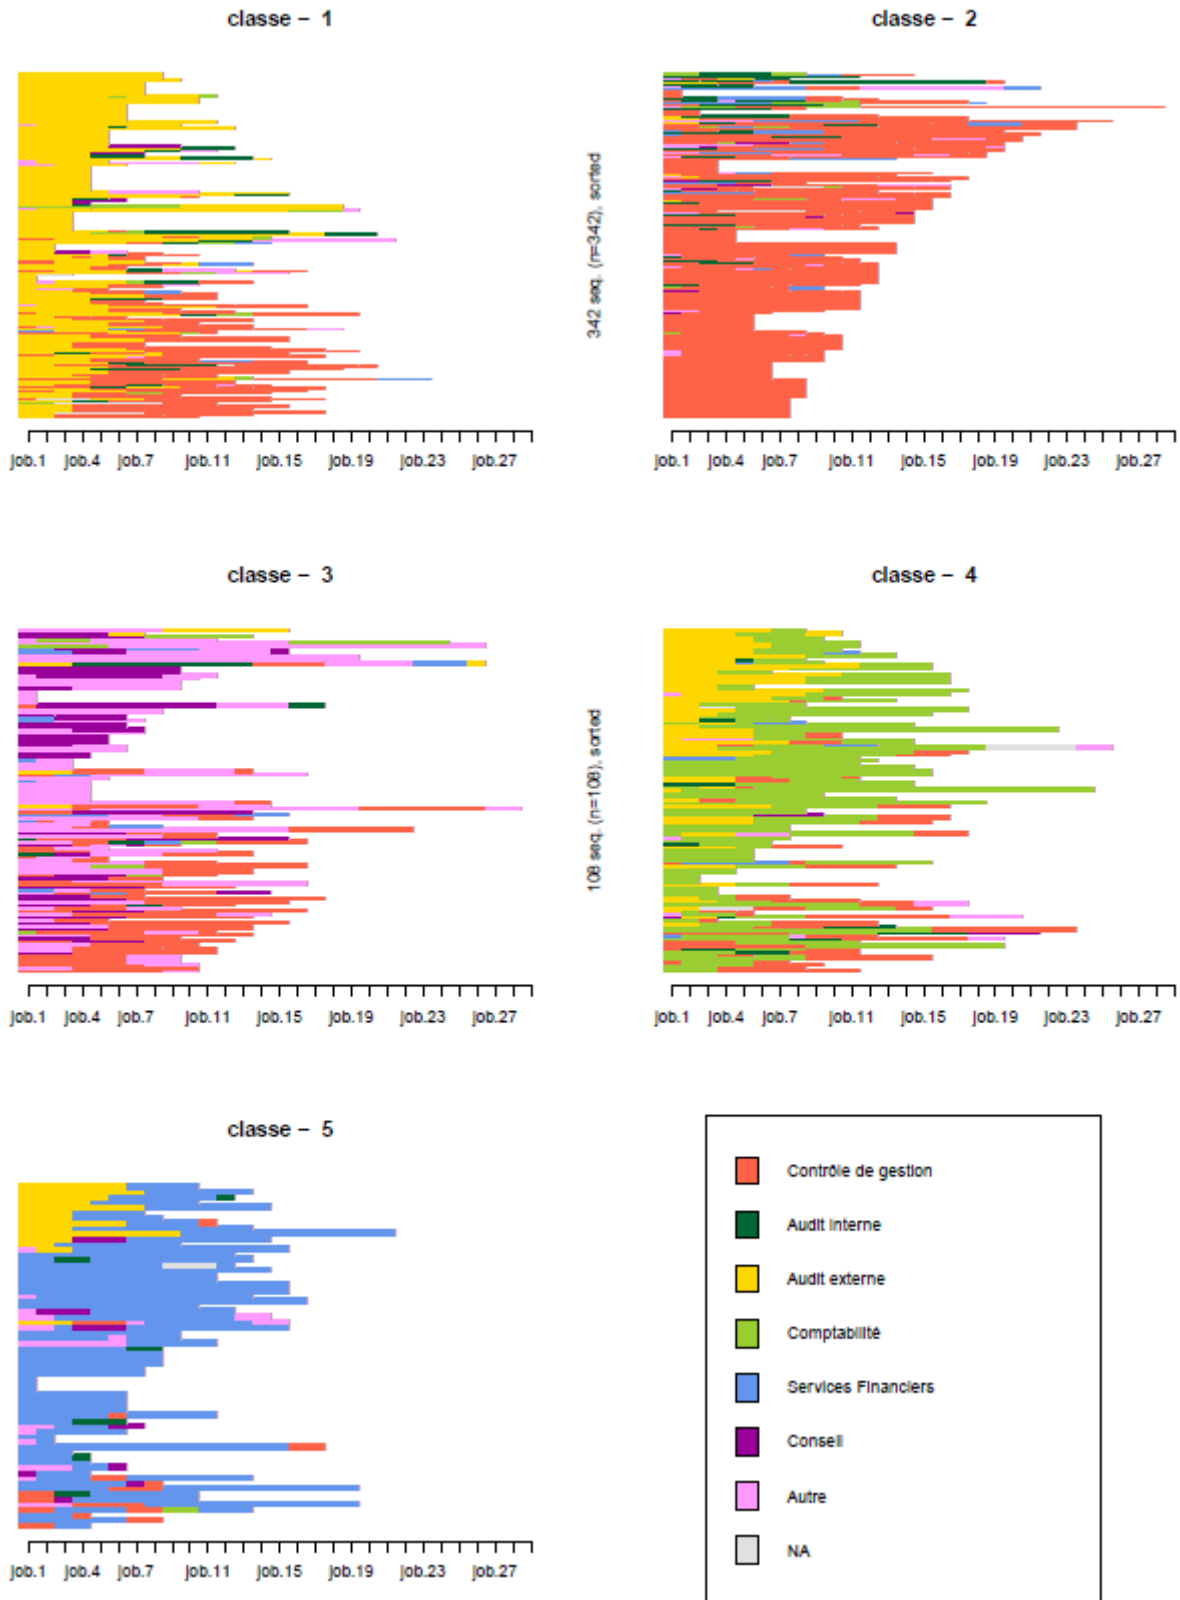 classe – 1
classe – 2
342 seq. (n=342), sorted
job.1 job.4 job.7 job.11 job.15 job.19 job.23 job.27
job.1 job.4 job.7 job.11 job.15 job.19 job.23 job.27
classe – 3
classe – 4
108 seq. (n=108), sorted
job.1 job.4 job.7 job.11 job.15 job.19 job.23 job.27
job.1 job.4 job.7 job.11 job.15 job.19 job.23 job.27
classe – 5
job.1 job.4 job.7 job.11 job.15 job.19 job.23 job.27
Contrôle de gestion
Audit Interne
Audit externe
Comptabilité
Services Financiers
Conseil
Autre
NA